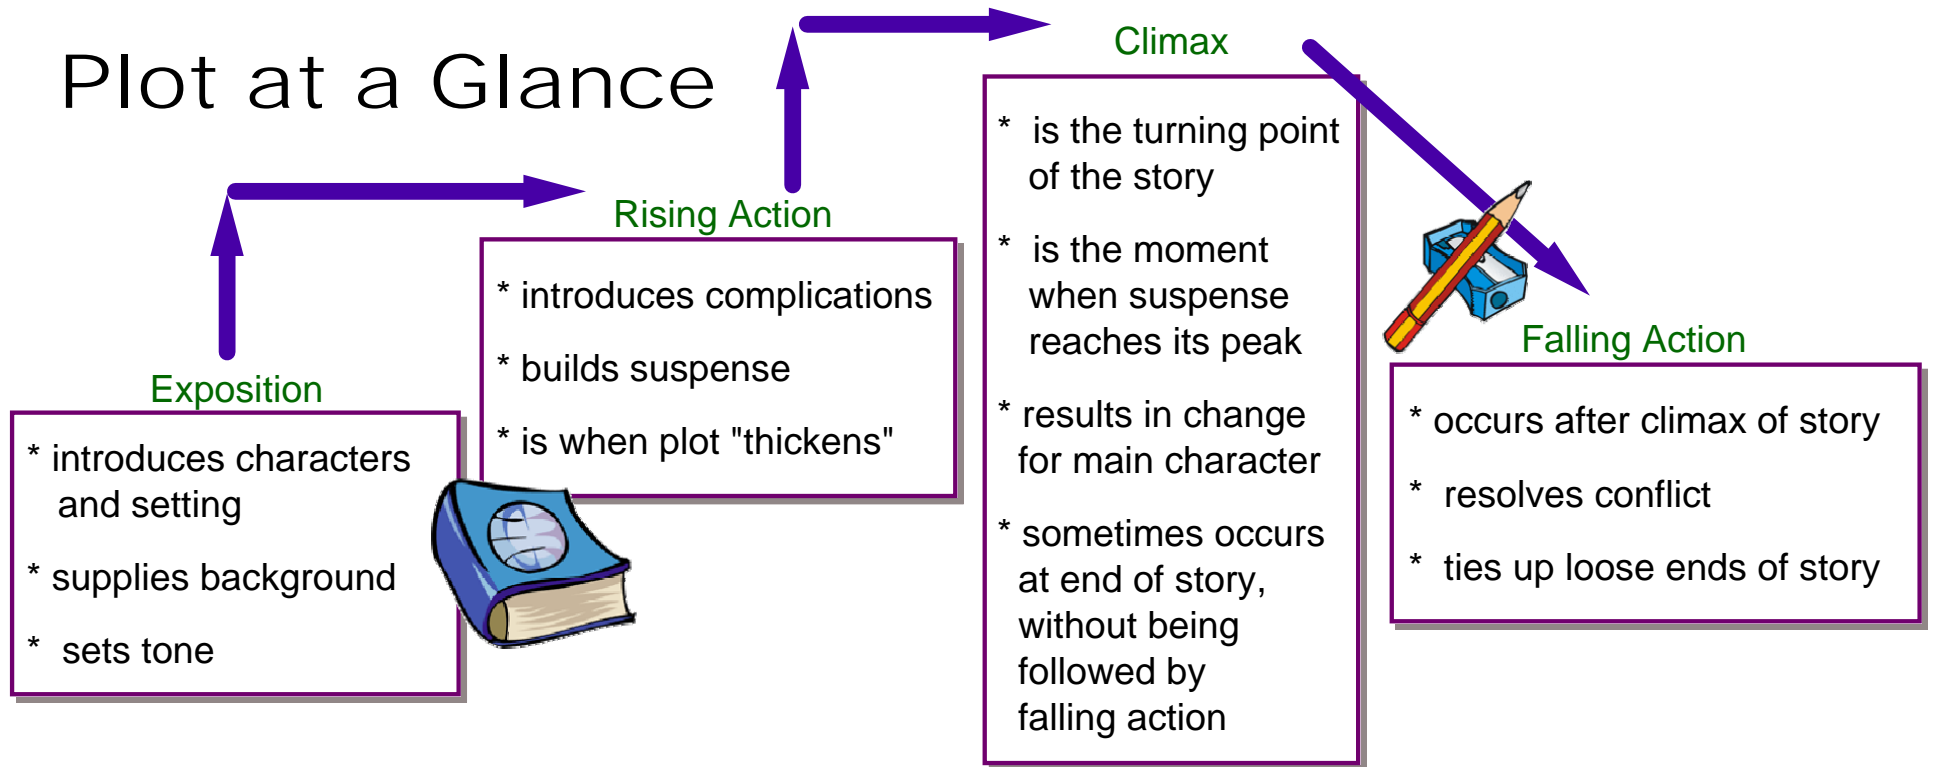 Plot at a Glance
Exposition
* introduces characters
and setting
* supplies background
* sets tone
Rising Action
* introduces complications
* builds suspense
* is when plot "thickens"
Climax
* is the turning point
of the story
* is the moment
when suspense
reaches its peak
* results in change
for main character
* sometimes occurs
at end of story,
without being
followed by
falling action
Falling Action
* occurs after climax of story
* resolves conflict
* ties up loose ends of story